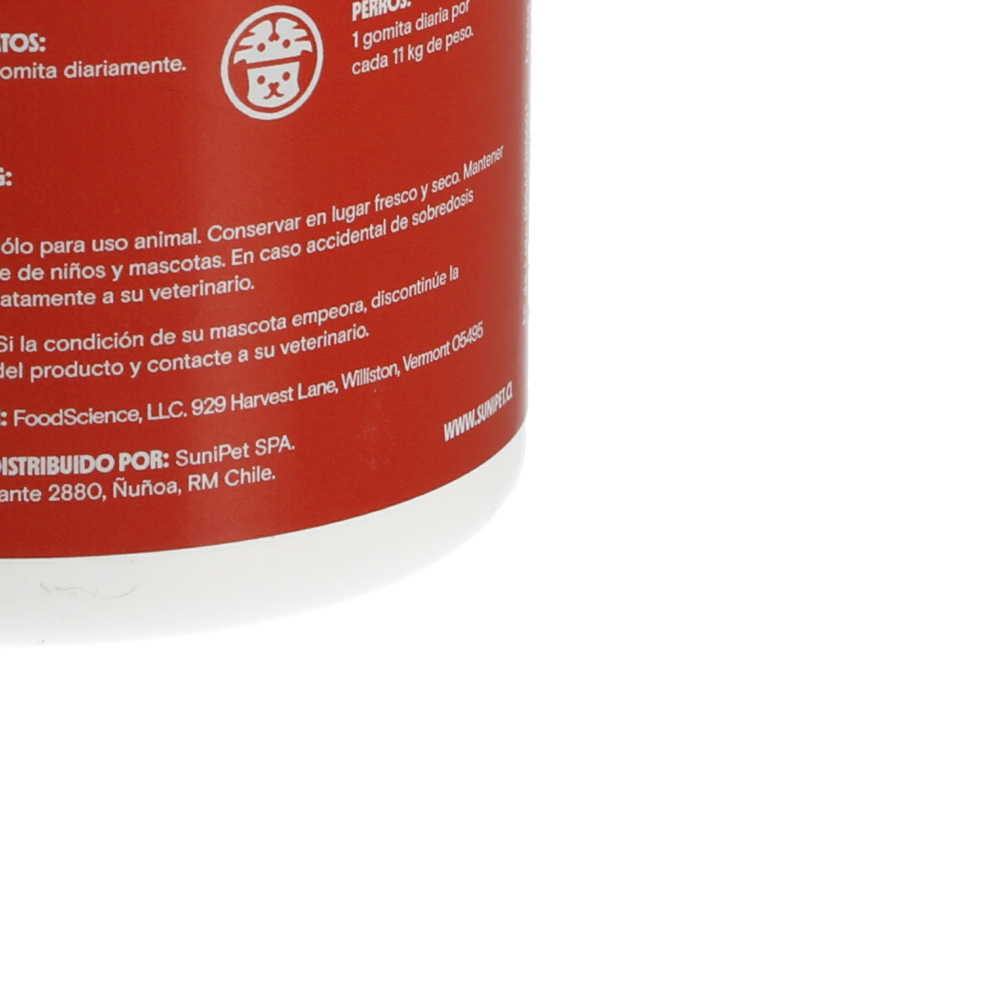 PERROS:
1 gomita diaria por
cada 11 kg de peso.
TOS:
omita diariamente.
G:
ólo para uso animal. Conservar en lugar fresco y seco. Mantener
e de niños y mascotas. En caso accidental de sobredosis
atamente a su veterinario.
Si la condición de su mascota empeora, discontinúe la
del producto y contacte a su veterinario.
: FoodScience, LLC. 929 Harvest Lane, Williston, Vermont 05495
WWW.SUNIPET.CL
DISTRIBUIDO POR: SuniPet SPA.
ante 2880, Ñuñoa, RM Chile.